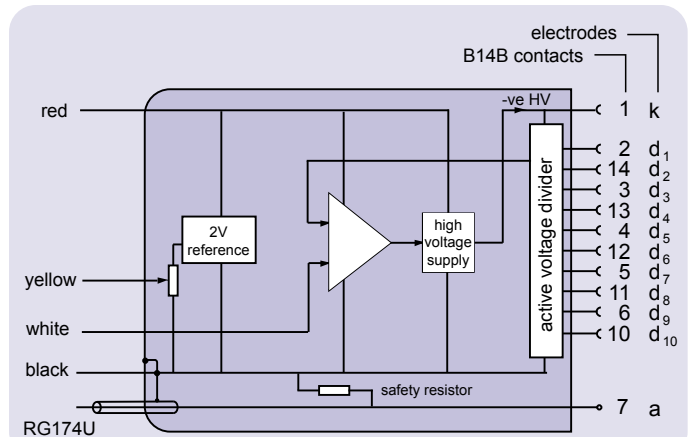 electrodes
B14B contacts
-ve HV
red
1 k
2 d1
14 d2
3 d3
13 d4
4 d5
12 d6
5 d7
11 d8
6 d9
10 d10
active voltage divider
2V
reference
high
voltage
supply
yellow
white
black
safety resistor
7 a
RG174U